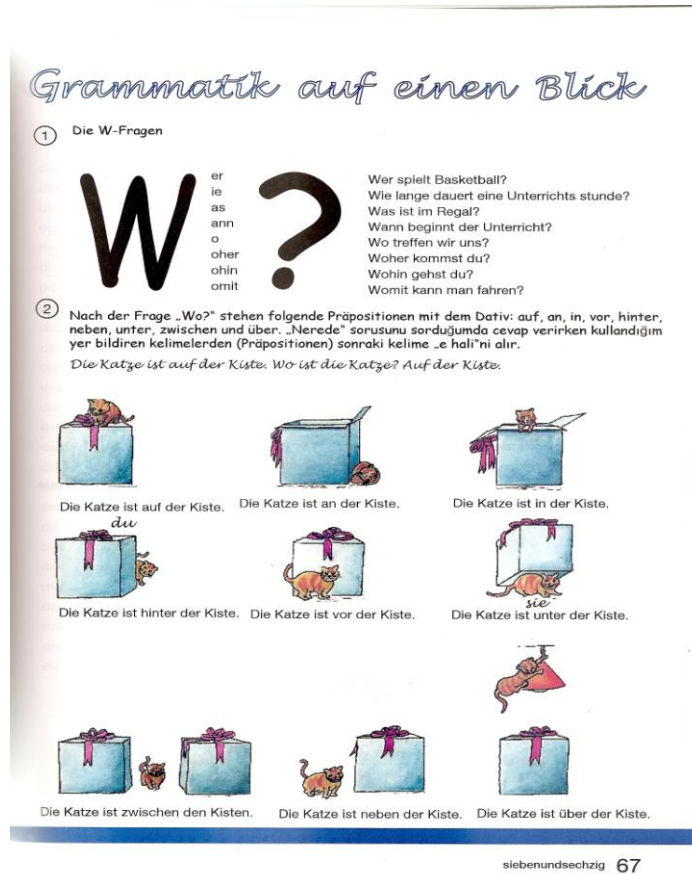 Grammatik auf einen Blick
1 Die W-Fragen
W
er
ie
as
ann
o
oher
ohin
omit
?
Wer spielt Basketball?
Wie lange dauert eine Unterrichts stunde?
Was ist im Regal?
Wann beginnt der Unterricht?
Wo treffen wir uns?
Woher kommst du?
Wohin gehst du?
Womit kann man fahren?
2 Nach der Frage „Wo?" stehen folgende Präpositionen mit dem Dativ: auf, an, in, vor, hinter,
neben, unter, zwischen und über. „Nerede" sorusunu sorduğumda cevap verirken kullandığım
yer bildiren kelimelerden (Präpositionen) sonraki kelime „e hali"ni alır.
Die Katze ist auf der Kiste. Wo ist die Katze? Auf der Kiste.
Die Katze ist auf der Kiste.
Die Katze ist an der Kiste.
Die Katze ist in der Kiste.
du
Die Katze ist hinter der Kiste.
Die Katze ist vor der Kiste.
sie
Die Katze ist unter der Kiste.
Die Katze ist zwischen den Kisten.
Die Katze ist neben der Kiste.
Die Katze ist über der Kiste.
siebenundsechzig 67